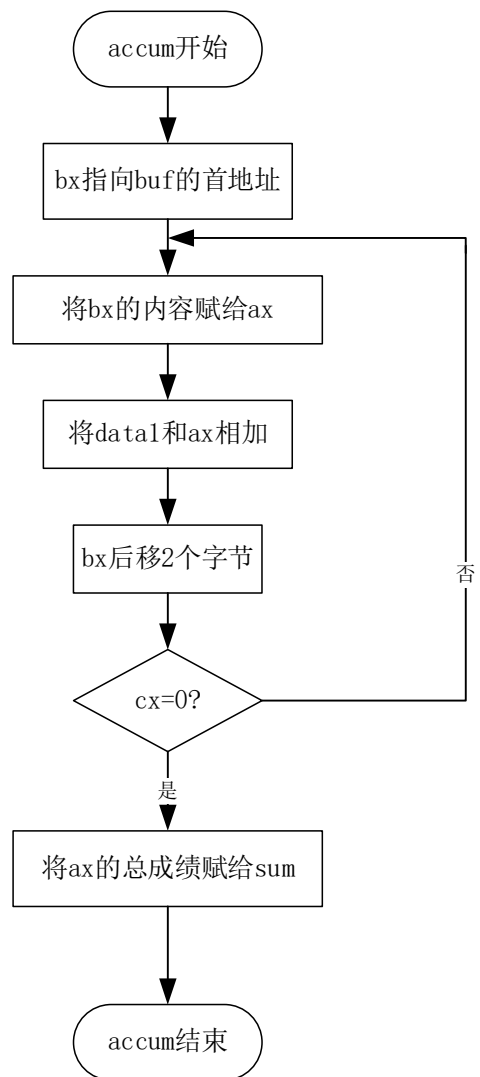 accum开始
bx指向buf的首地址
将bx的内容赋给ax
将data1和ax相加
bx后移2个字节
否
cx=0?
是
将ax的总成绩赋给sum
accum结束